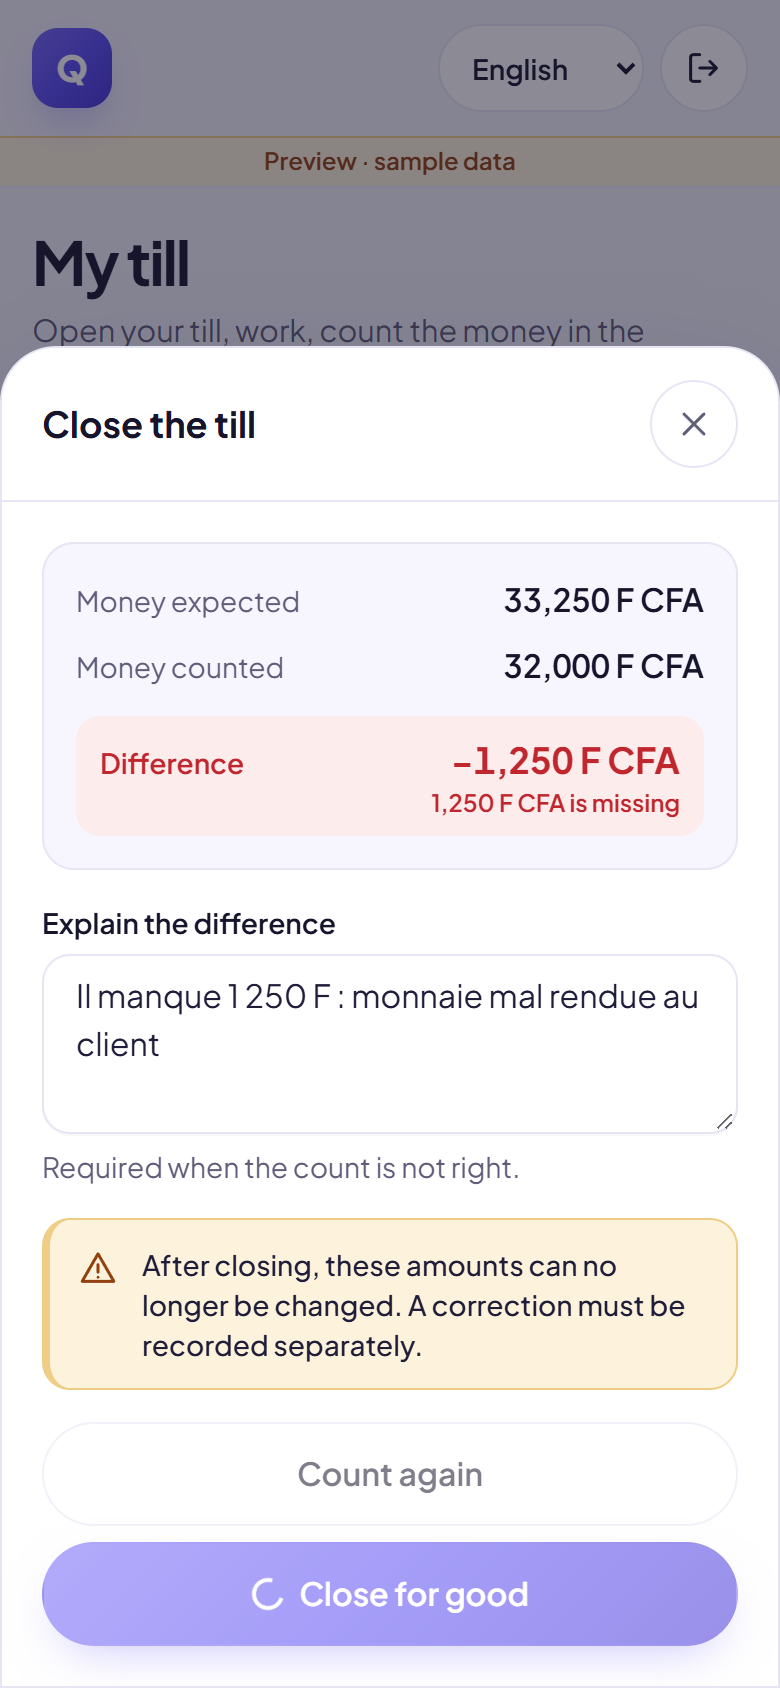 Q
English
Preview · sample data
My till
Open your till, work, count the money in the
Close the till
Money expected 33,250 F CFA
Money counted 32,000 F CFA
Difference −1,250 F CFA
1,250 F CFA is missing
Explain the difference
Il manque 1 250 F : monnaie mal rendue au
client
Required when the count is not right.
After closing, these amounts can no
longer be changed. A correction must be
recorded separately.
Count again
Close for good